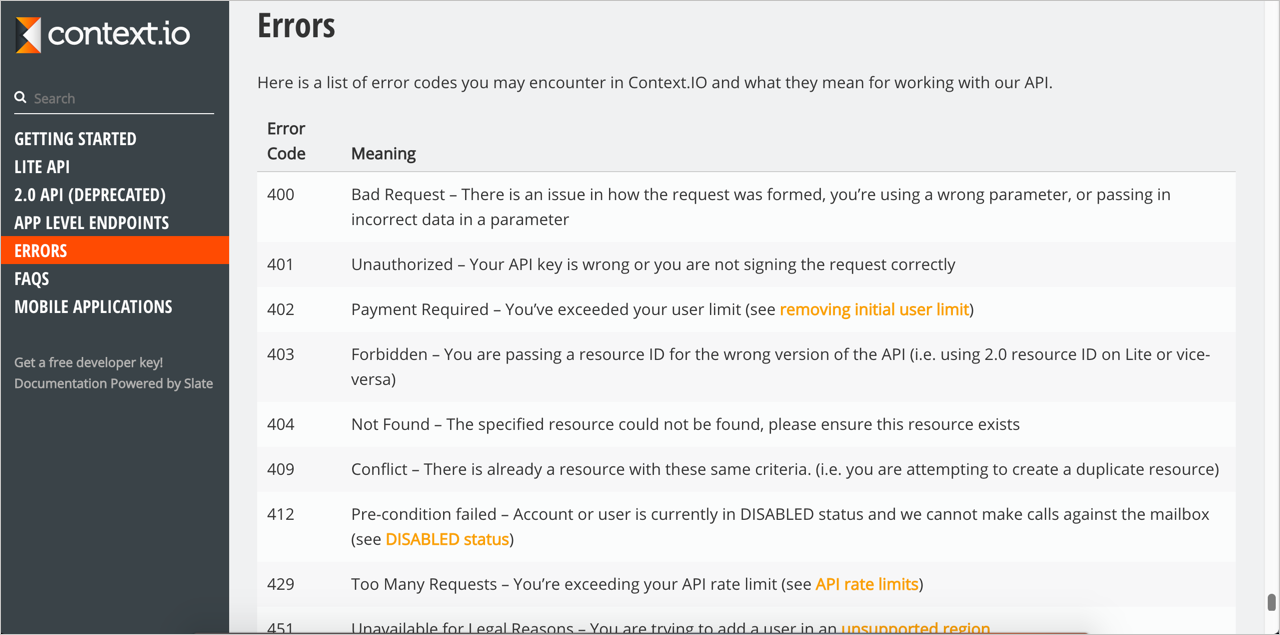 context.io
Search
GETTING STARTED
LITE API
2.0 API (DEPRECATED)
APP LEVEL ENDPOINTS
ERRORS
FAQS
MOBILE APPLICATIONS
Get a free developer key!
Documentation Powered by Slate
Errors
Here is a list of error codes you may encounter in Context.IO and what they mean for working with our API.
Error
Code Meaning
400 Bad Request – There is an issue in how the request was formed, you’re using a wrong parameter, or passing in
incorrect data in a parameter
401 Unauthorized – Your API key is wrong or you are not signing the request correctly
402 Payment Required – You’ve exceeded your user limit (see removing initial user limit)
403 Forbidden – You are passing a resource ID for the wrong version of the API (i.e. using 2.0 resource ID on Lite or vice-
versa)
404 Not Found – The specified resource could not be found, please ensure this resource exists
409 Conflict – There is already a resource with these same criteria. (i.e. you are attempting to create a duplicate resource)
412 Pre-condition failed – Account or user is currently in DISABLED status and we cannot make calls against the mailbox
(see DISABLED status)
429 Too Many Requests – You’re exceeding your API rate limit (see API rate limits)
451 Unavailable for Legal Reasons – You are trying to add a user in an unsupported region